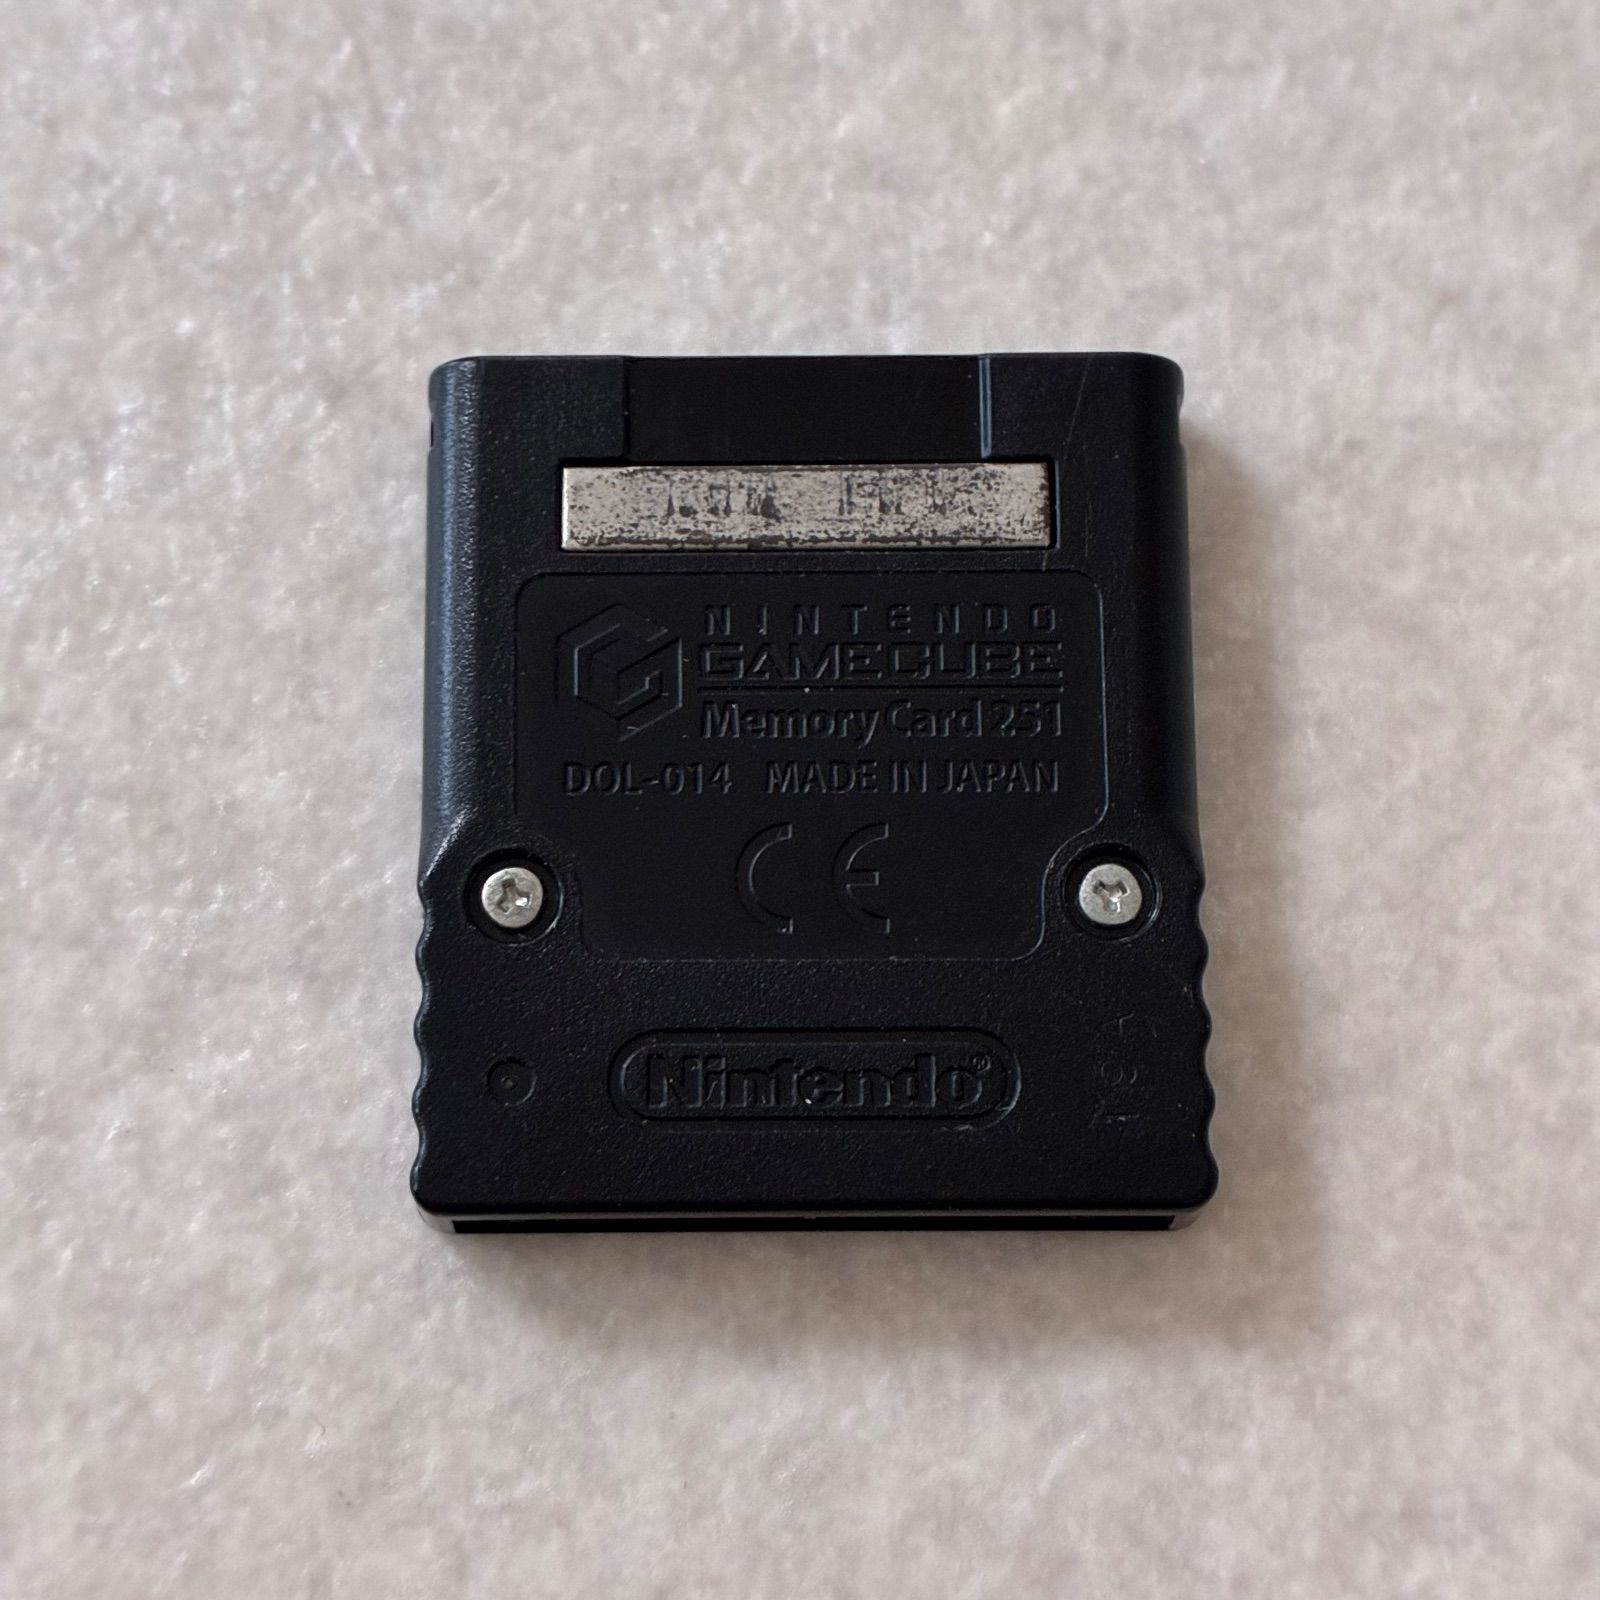 NINTENDO
GAMECUBE
Memory Card 251
DOL-014 MADE IN JAPAN
CE
Nintendo®